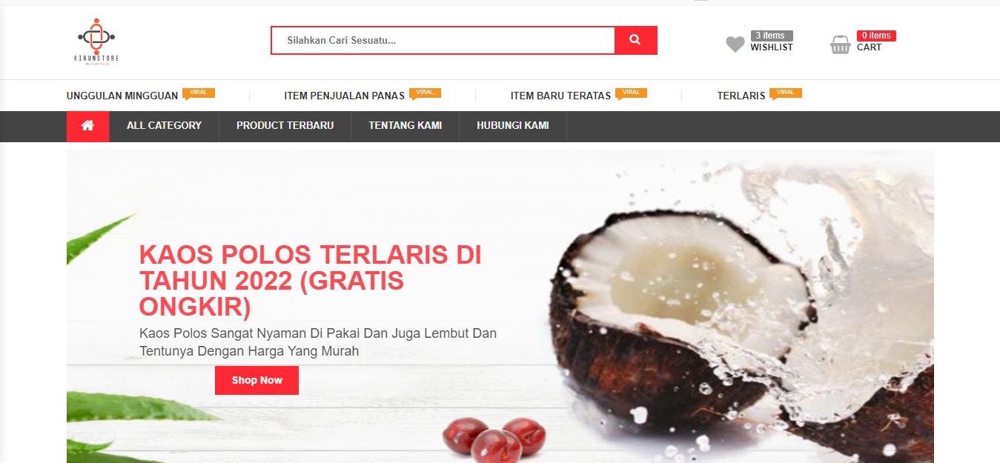 KIRUNSTORE
Silahkan Cari Sesuatu...
3 items
WISHLIST
0 items
CART
UNGGULAN MINGGUAN VIRAL
ITEM PENJUALAN PANAS VIRAL
ITEM BARU TERATAS VIRAL
TERLARIS VIRAL
ALL CATEGORY
PRODUCT TERBARU
TENTANG KAMI
HUBUNGI KAMI
KAOS POLOS TERLARIS DI
TAHUN 2022 (GRATIS
ONGKIR)
Kaos Polos Sangat Nyaman Di Pakai Dan Juga Lembut Dan
Tentunya Dengan Harga Yang Murah
Shop Now